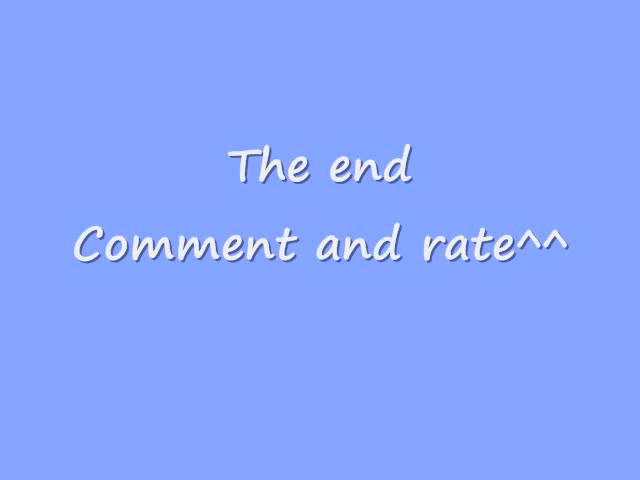 The end
Comment and rate^^